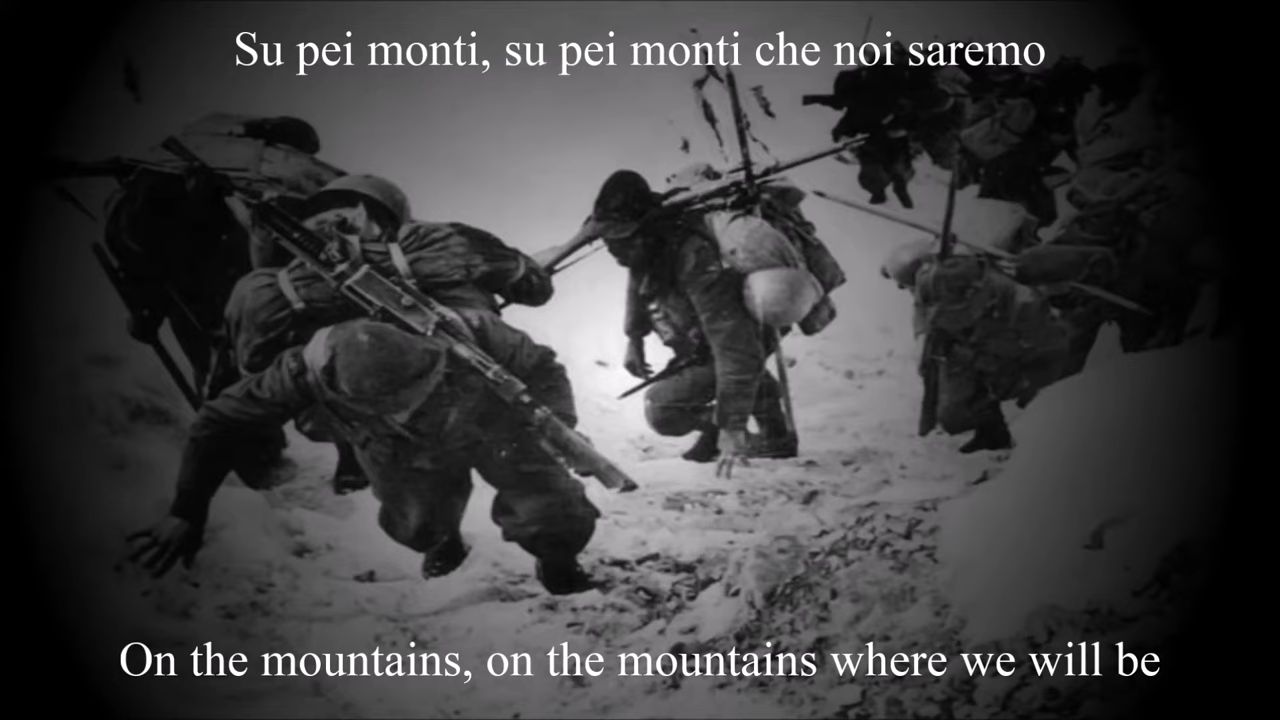 Su pei monti, su pei monti che noi saremo
On the mountains, on the mountains where we will be